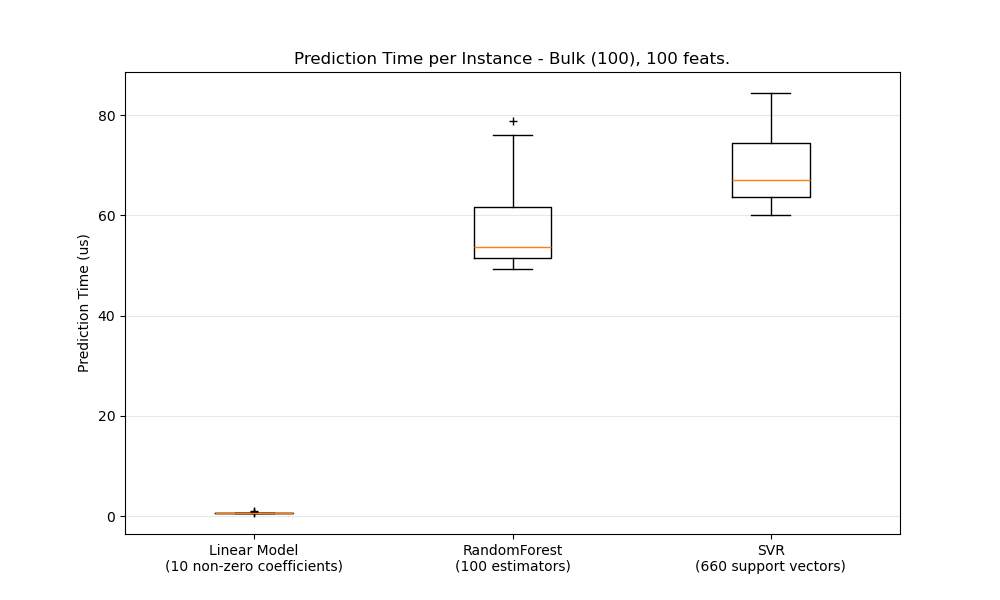 Prediction Time per Instance - Bulk (100), 100 feats.
Prediction Time (us)
80
60
40
20
0
Linear Model
(10 non-zero coefficients)
RandomForest
(100 estimators)
SVR
(660 support vectors)